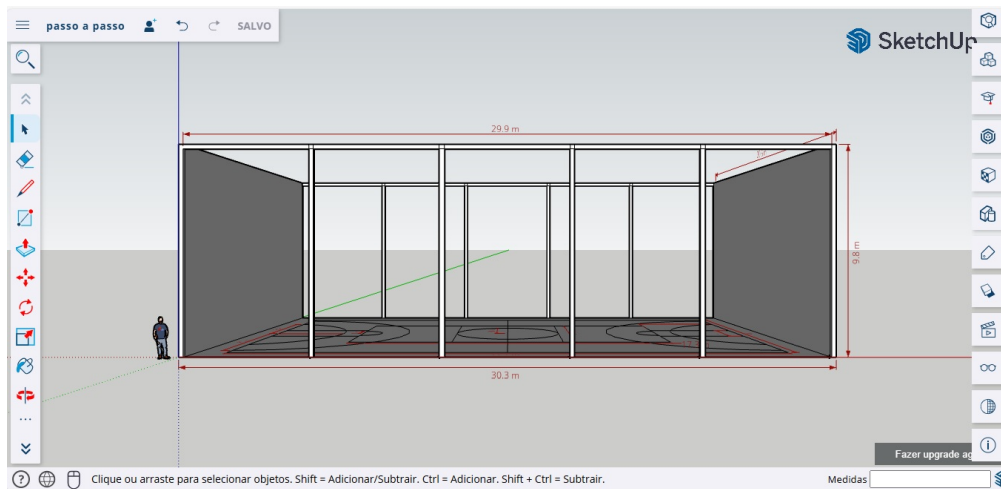 passo a passo
SALVO
SketchUp
29.9 m
9.8 m
30.3 m
Fazer upgrade ag
Clique ou arraste para selecionar objetos. Shift = Adicionar/Subtrair. Ctrl = Adicionar. Shift + Ctrl = Subtrair.
Medidas